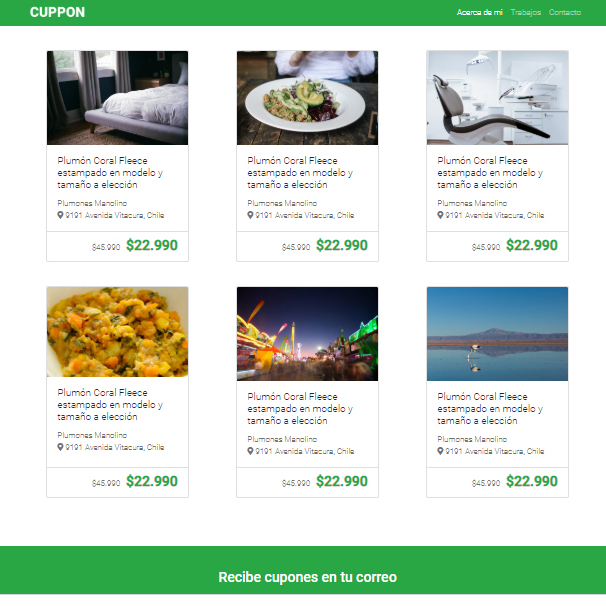 CUPPON
Acerca de mi Trabajos Contacto
Plumón Coral Fleece
estampado en modelo y
tamaño a elección
Plumones Manolino
9191 Avenida Vitacura, Chile
$45.990 $22.990
Plumón Coral Fleece
estampado en modelo y
tamaño a elección
Plumones Manolino
9191 Avenida Vitacura, Chile
$45.990 $22.990
Plumón Coral Fleece
estampado en modelo y
tamaño a elección
Plumones Manolino
9191 Avenida Vitacura, Chile
$45.990 $22.990
Plumón Coral Fleece
estampado en modelo y
tamaño a elección
Plumones Manolino
9191 Avenida Vitacura, Chile
$45.990 $22.990
Plumón Coral Fleece
estampado en modelo y
tamaño a elección
Plumones Manolino
9191 Avenida Vitacura, Chile
$45.990 $22.990
Plumón Coral Fleece
estampado en modelo y
tamaño a elección
Plumones Manolino
9191 Avenida Vitacura, Chile
$45.990 $22.990
Recibe cupones en tu correo